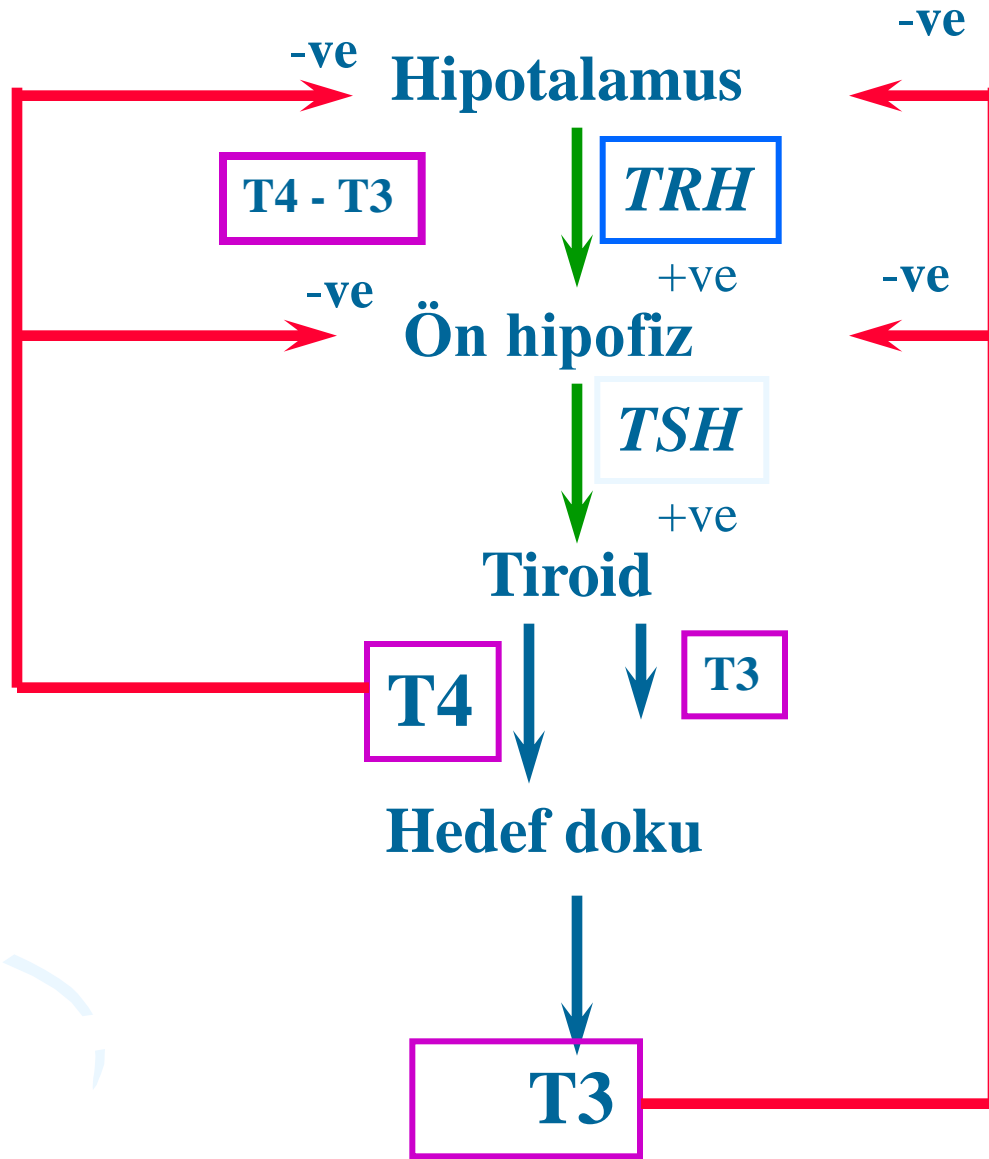 -ve
-ve
Hipotalamus
T4 - T3
TRH
+ve
-ve
-ve
Ön hipofiz
TSH
+ve
Tiroid
T4
T3
Hedef doku
T3